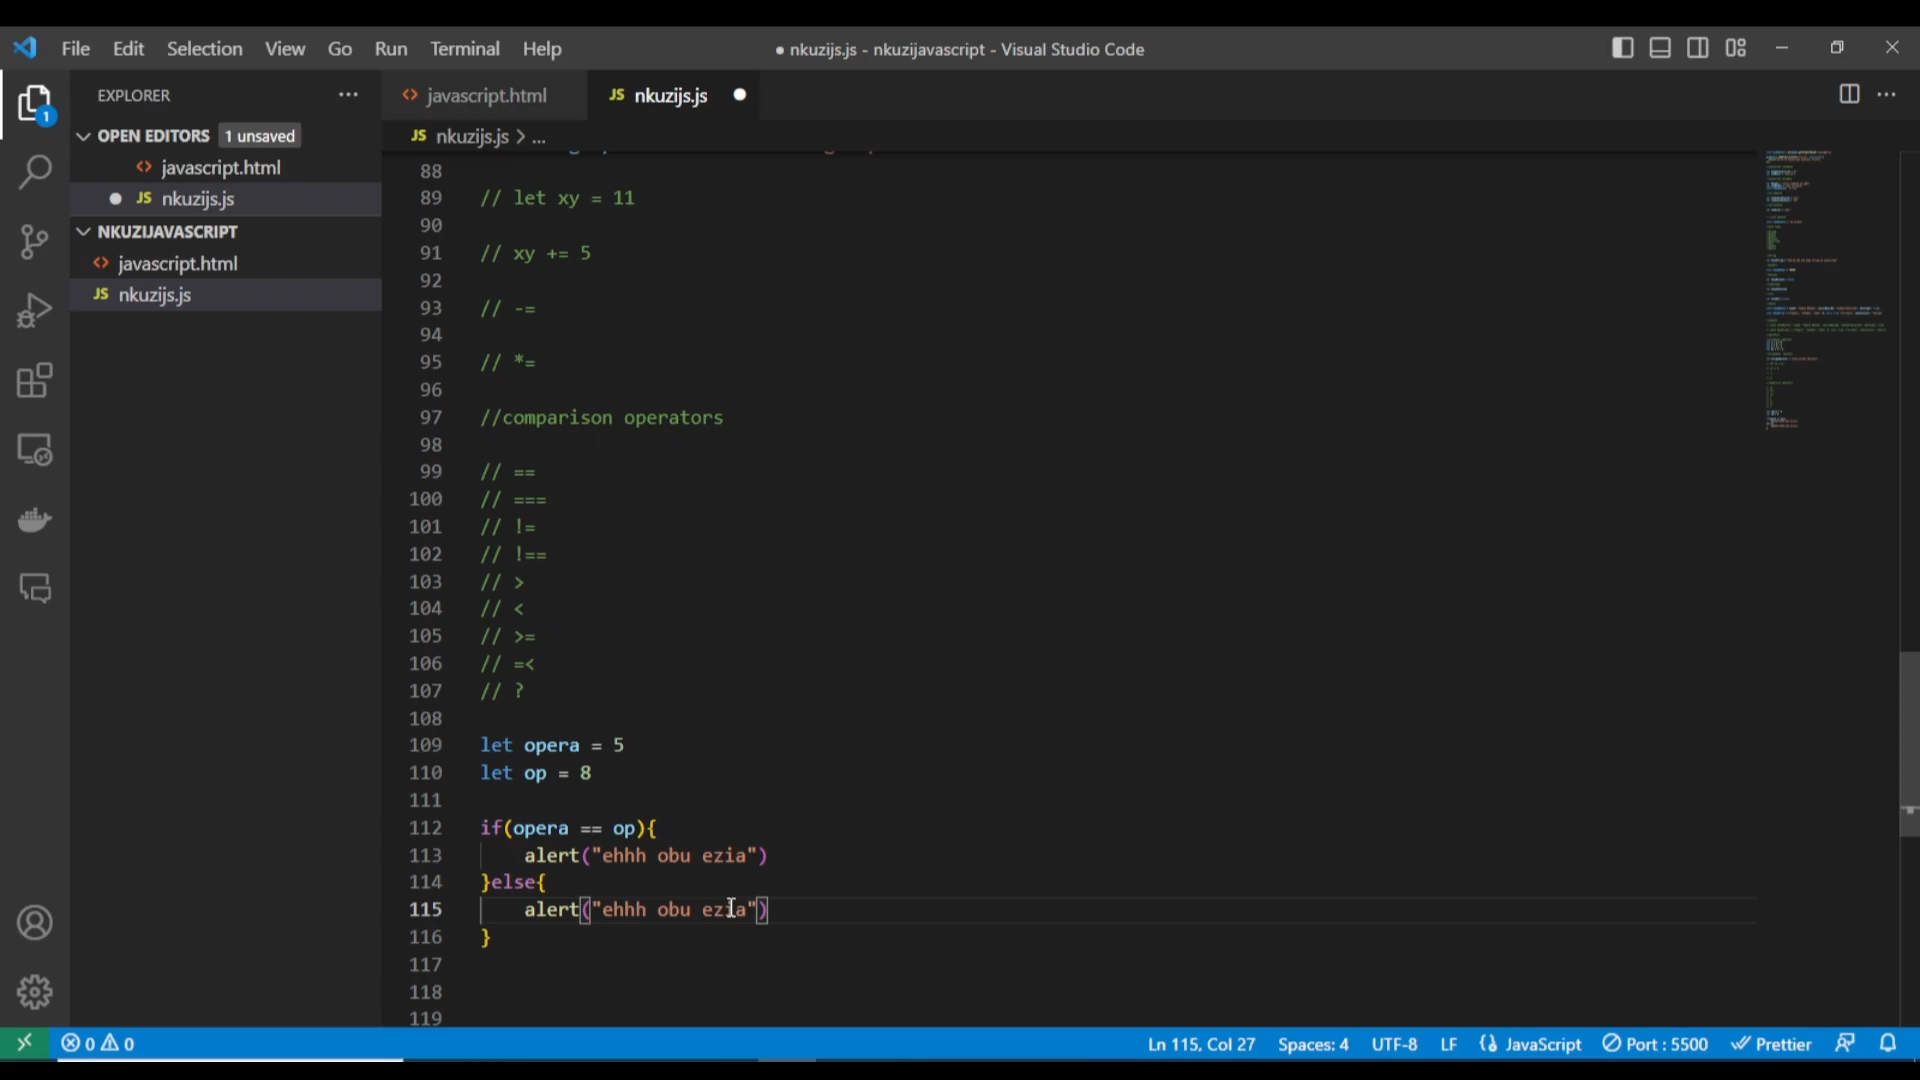 File Edit Selection View Go Run Terminal Help
● nkuzijs.js - nkuzijavascript - Visual Studio Code
EXPLORER ...
OPEN EDITORS 1 unsaved
javascript.html
JS nkuzijs.js
NKUZIJAVASCRIPT
javascript.html
JS nkuzijs.js
1
javascript.html
JS nkuzijs.js
JS nkuzijs.js > ...
88
89 // let xy = 11
90
91 // xy += 5
92
93 // -=
94
95 // *=
96
97 //comparison operators
98
99 // ==
100 // ===
101 // !=
102 // !==
103 // >
104 // <
105 // >=
106 // =<
107 // ?
108
109 let opera = 5
110 let op = 8
111
112 if(opera == op){
113 alert("ehhh obu ezia")
114 }else{
115 alert("ehhh obu ezia")
116 }
117
118
119
0 0
Ln 115, Col 27 Spaces: 4 UTF-8 LF JavaScript Port : 5500 Prettier